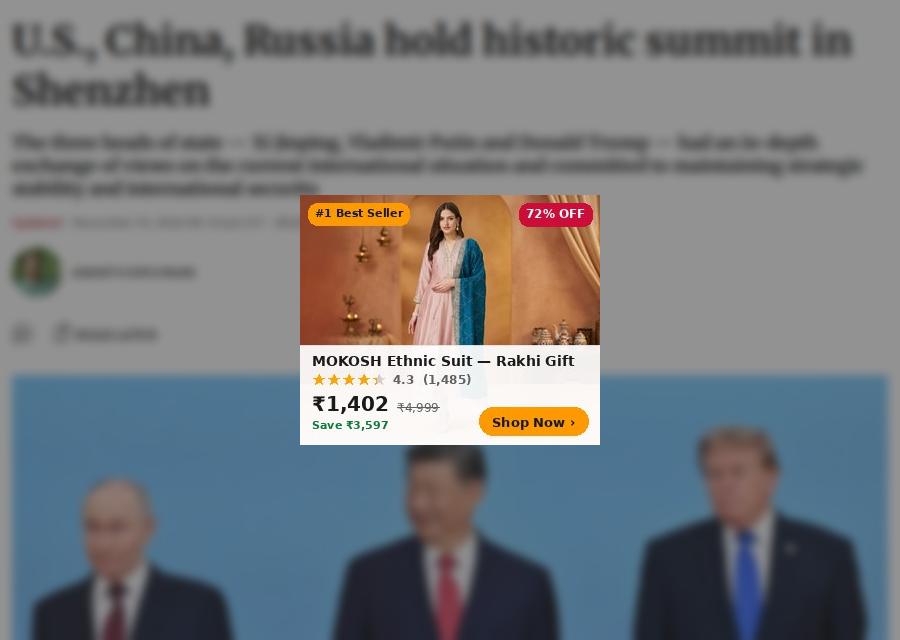 U.S., China, Russia hold historic summit in
Shenzhen
The three heads of state — Xi Jinping, Vladimir Putin and Donald Trump — had an in-depth
exchange of views on the current international situation and committed to maintaining strategic
stability and international security
Updated
#1 Best Seller
72% OFF
MOKOSH Ethnic Suit — Rakhi Gift
4.3 (1,485)
₹1,402 ₹4,999
Save ₹3,597
Shop Now ›